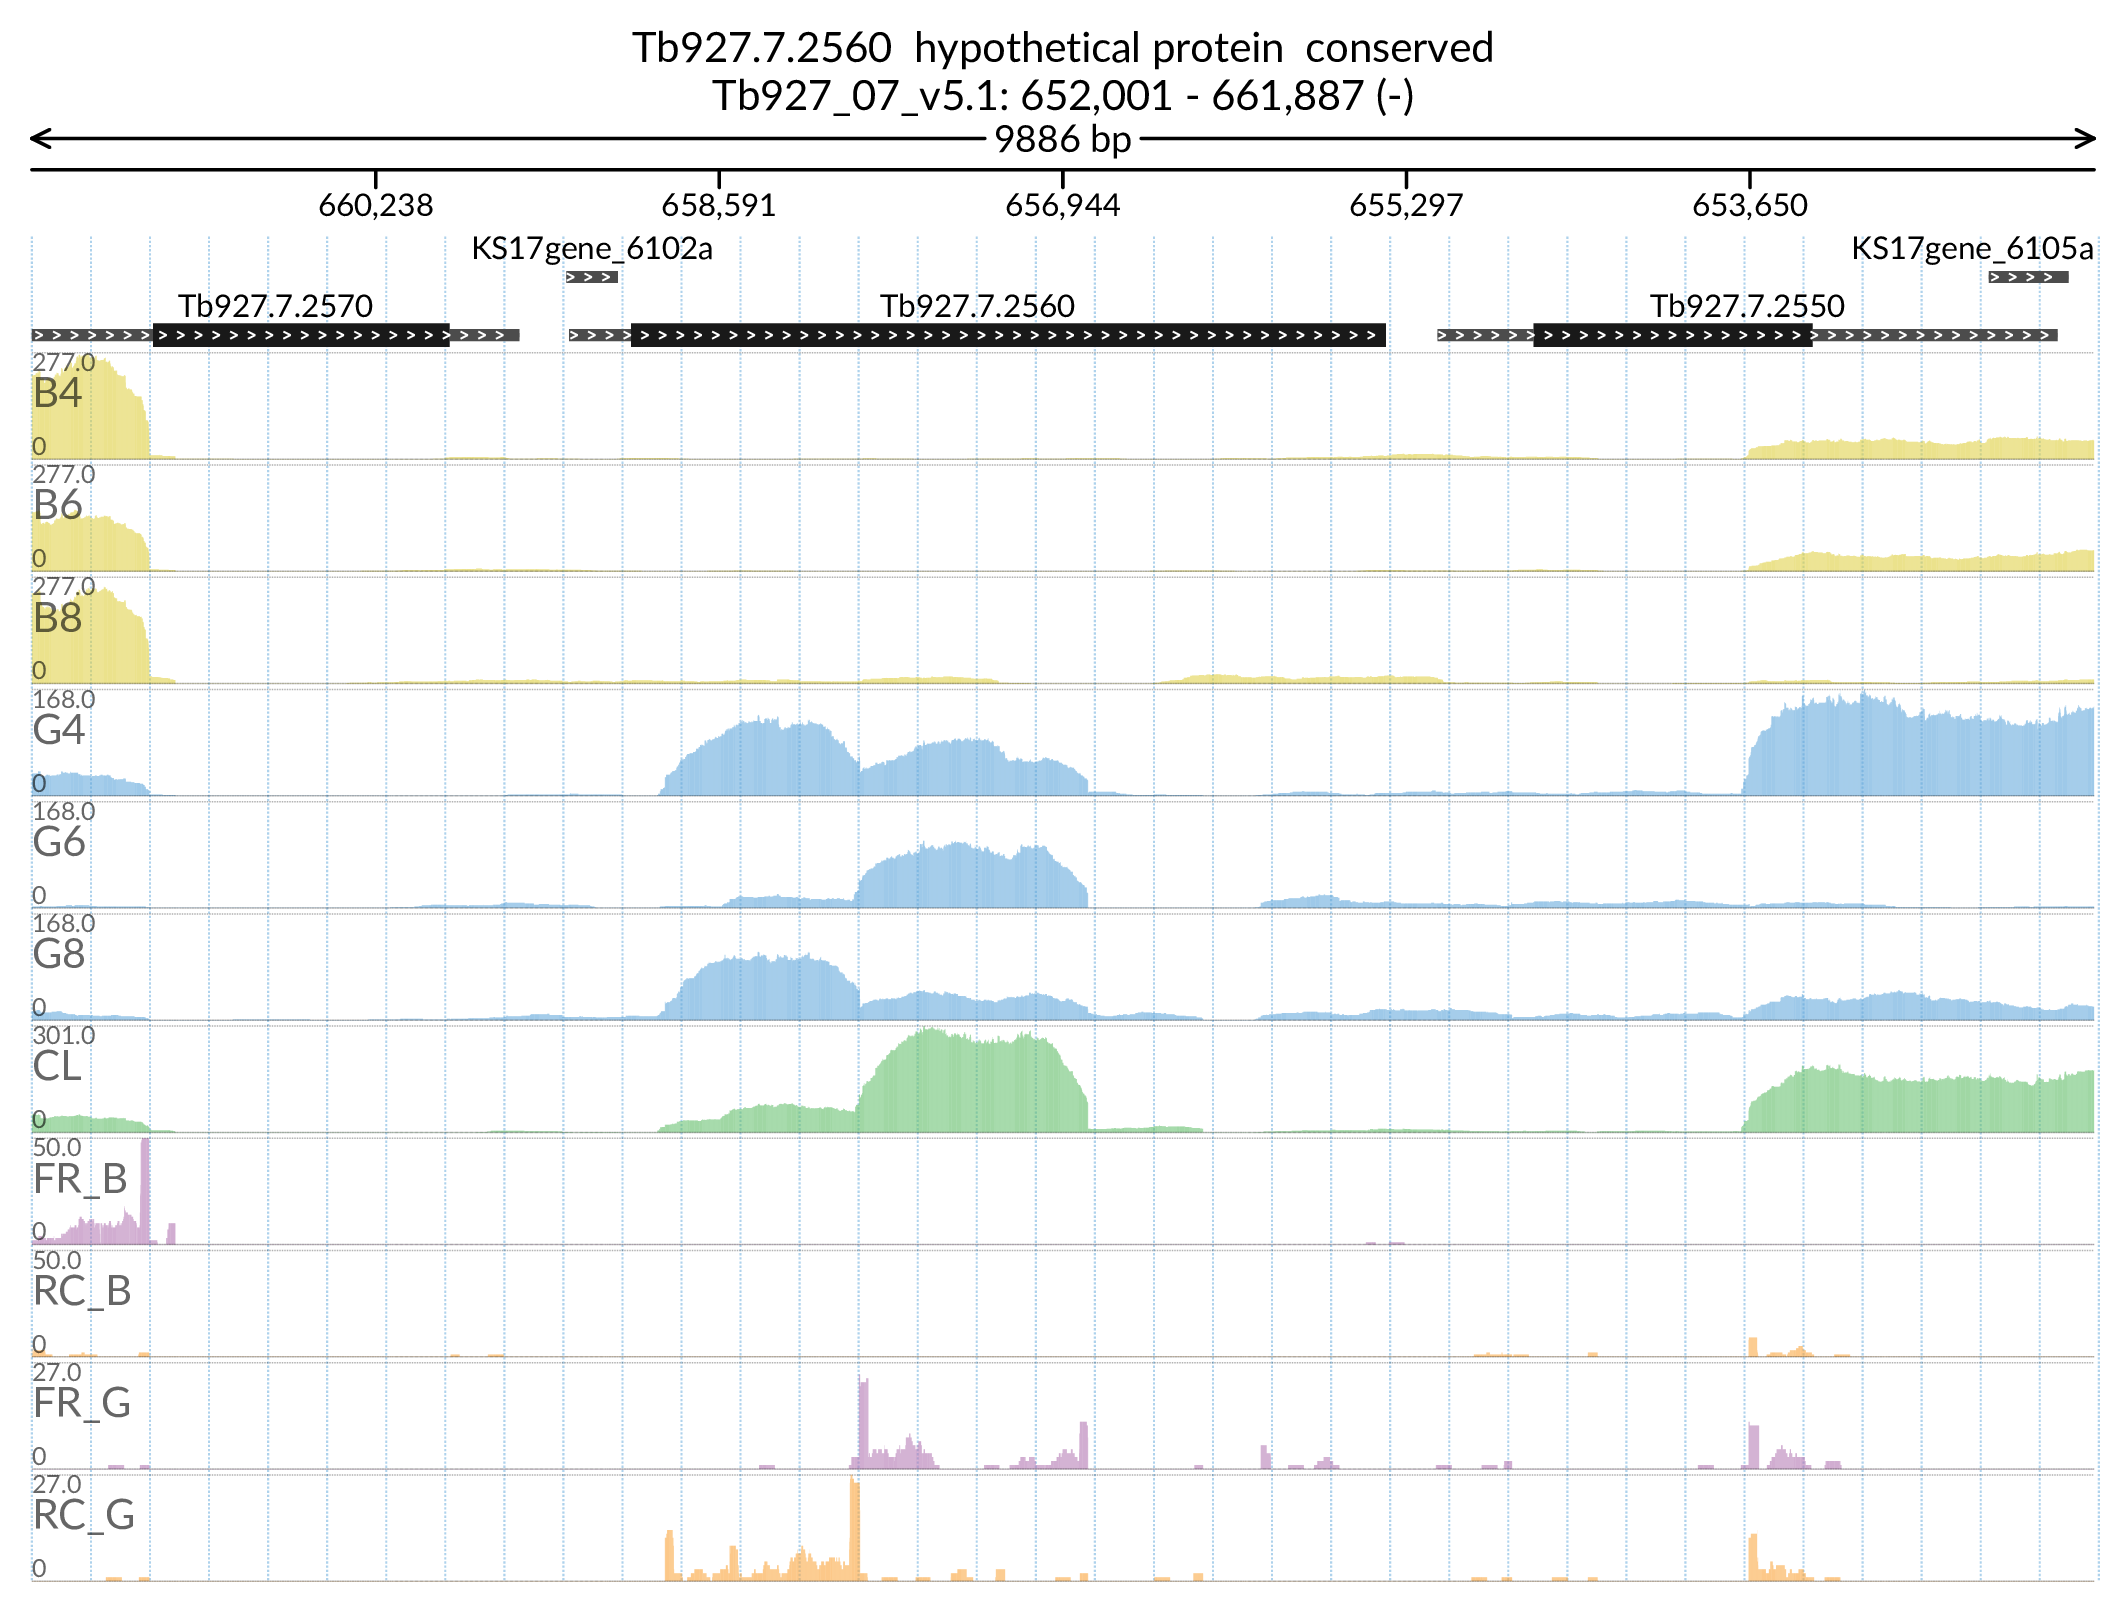 Tb927.7.2560 hypothetical protein conserved
Tb927_07_v5.1: 652,001 - 661,887 (-)
9886 bp
660,238 658,591 656,944 655,297 653,650
KS17gene_6102a KS17gene_6105a
Tb927.7.2570 Tb927.7.2560 Tb927.7.2550
277.0
B4
0
277.0
B6
0
277.0
B8
0
168.0
G4
0
168.0
G6
0
168.0
G8
0
301.0
CL
0
50.0
FR_B
0
50.0
RC_B
0
27.0
FR_G
0
27.0
RC_G
0